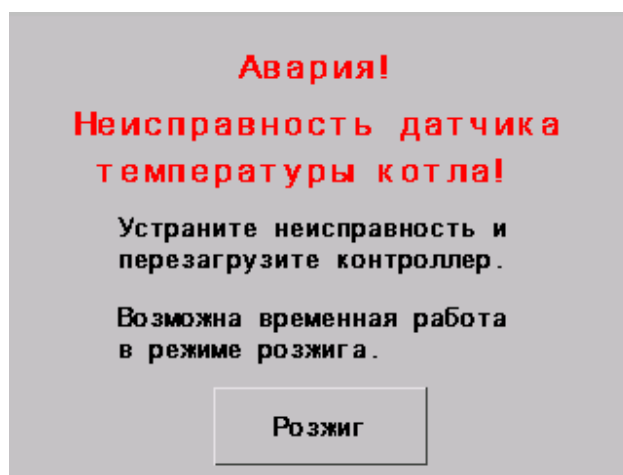 Авария!
Неисправность датчика
температуры котла!
Устраните неисправность и
перезагрузите контроллер.
Возможна временная работа
в режиме розжига.
Розжиг